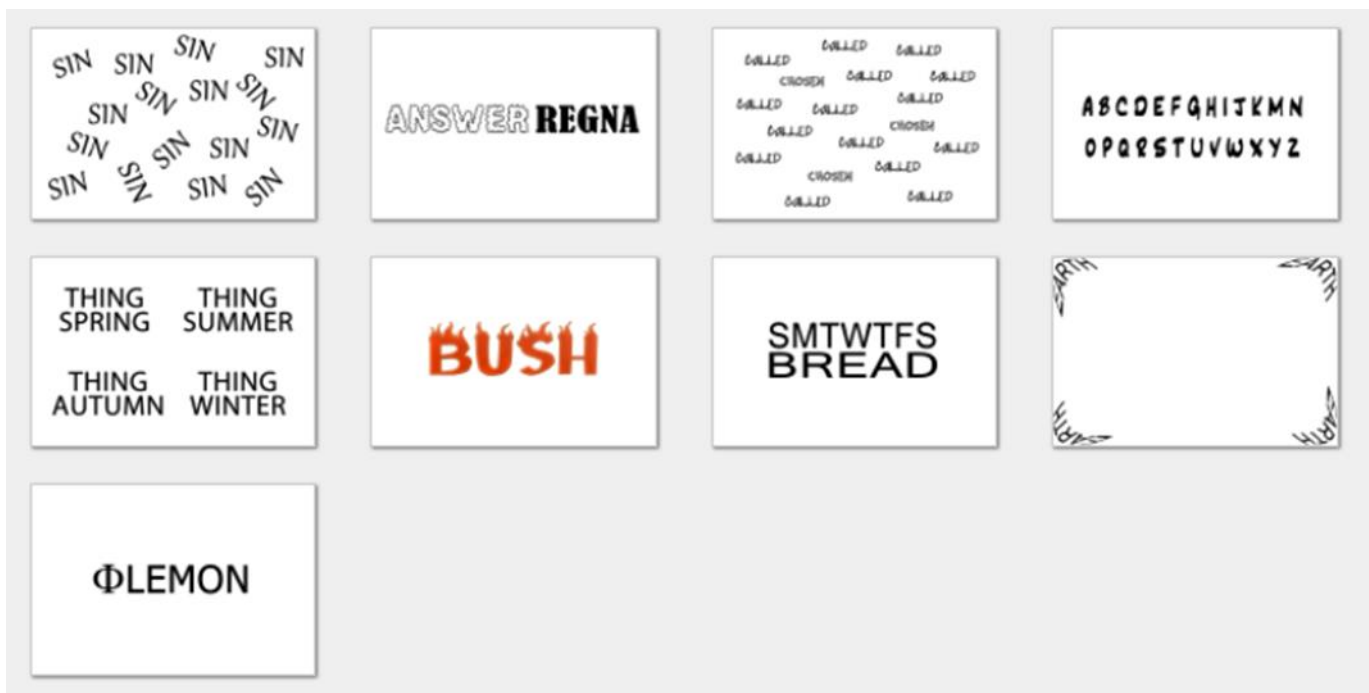 SIN SIN SIN SIN
SIN SIN SIN
SIN SIN
SIN SIN SIN
SIN SIN SIN SIN
ANSWER REGNA
CALLED CALLED CALLED
CHOSEN CALLED CALLED
CALLED CALLED CALLED
CALLED CHOSEN
CALLED CALLED
CALLED CALLED
CHOSEN
CALLED CALLED
ABCDEFGHIJKMN
OPQRSTUVWXYZ
THING THING
SPRING SUMMER
THING THING
AUTUMN WINTER
BUSH
SMTWTFS
BREAD
EARTH EARTH
EARTH EARTH
ΦLEMON